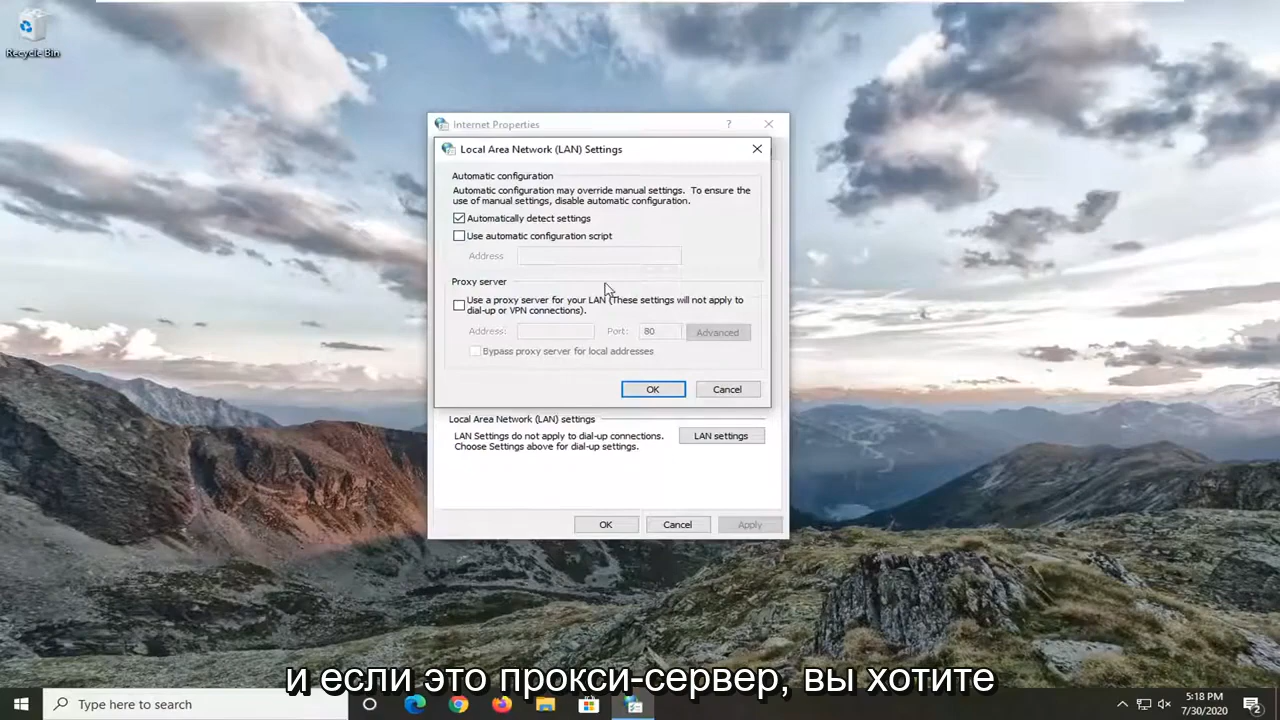 Recycle Bin
Internet Properties
?
Local Area Network (LAN) Settings
Automatic configuration
Automatic configuration may override manual settings. To ensure the
use of manual settings, disable automatic configuration.
Automatically detect settings
Use automatic configuration script
Address
Proxy server
Use a proxy server for your LAN (These settings will not apply to
dial-up or VPN connections).
Address:
Port:
80
Advanced
Bypass proxy server for local addresses
OK
Cancel
Local Area Network (LAN) settings
LAN Settings do not apply to dial-up connections.
Choose Settings above for dial-up settings.
LAN settings
OK
Cancel
Apply
и если это прокси-сервер, вы хотите
Type here to search
5:18 PM
7/30/2020
2